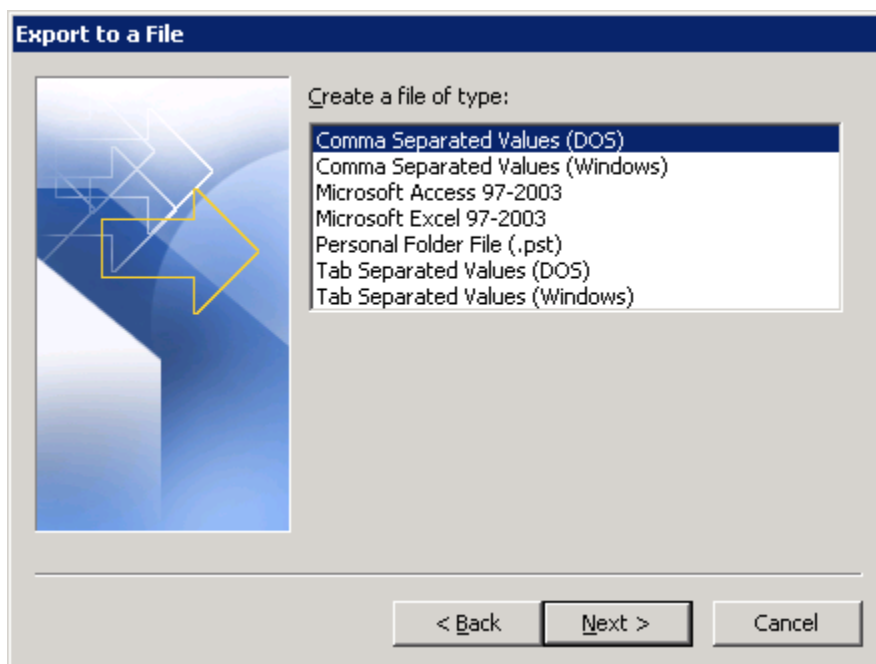 Export to a File
Create a file of type:
Comma Separated Values (DOS)
Comma Separated Values (Windows)
Microsoft Access 97-2003
Microsoft Excel 97-2003
Personal Folder File (.pst)
Tab Separated Values (DOS)
Tab Separated Values (Windows)
< Back Next > Cancel